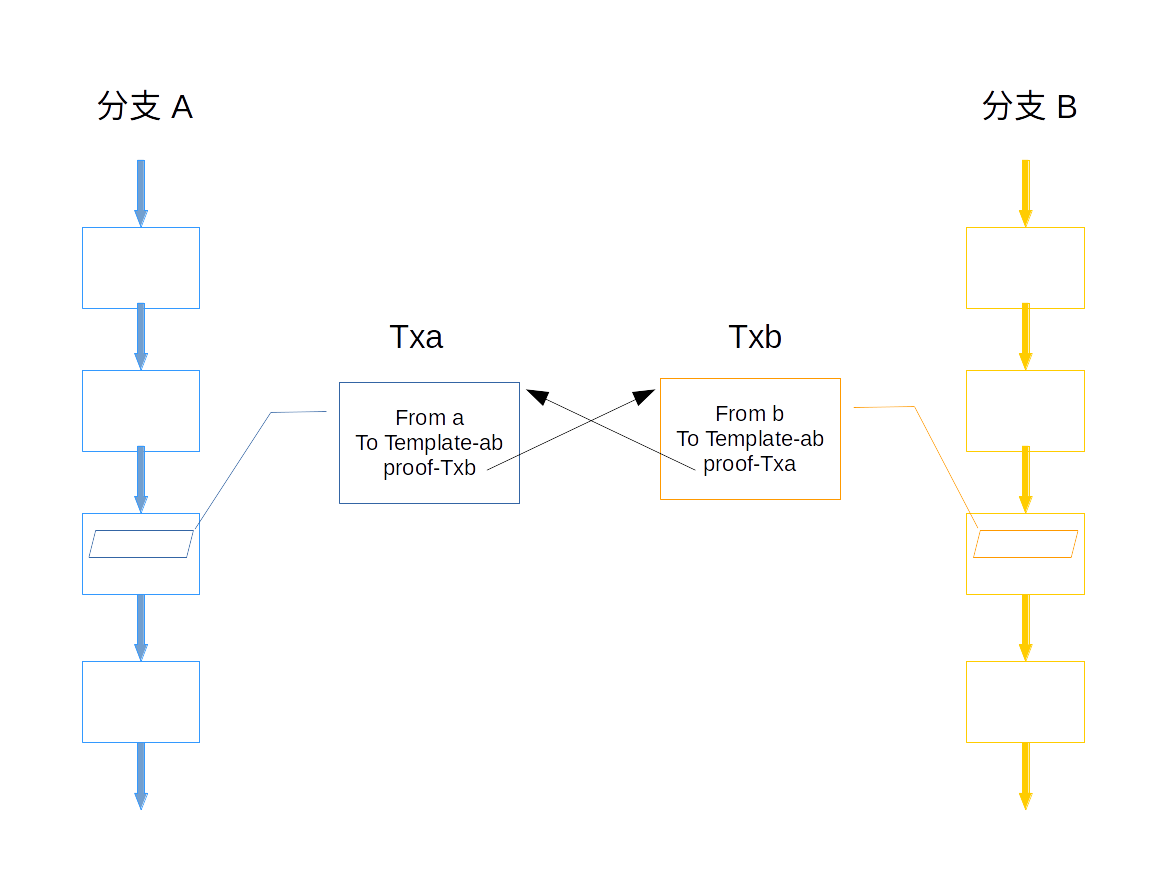 分支 A
分支 B
Txa
Txb
From a
To Template-ab
proof-Txb
From b
To Template-ab
proof-Txa